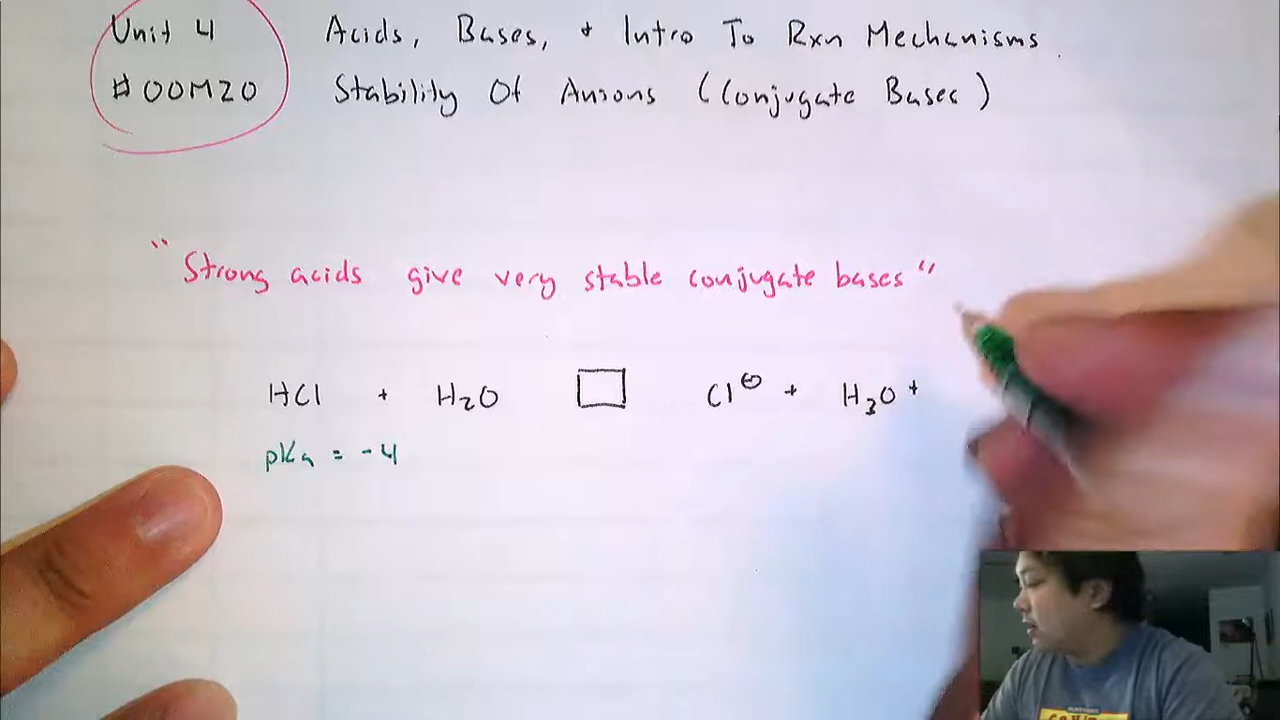 Unit 4 Acids, Bases, + Intro To Rxn Mechanisms.
#OOM20 Stability Of Anions (Conjugate Bases)
"Strong acids give very stable conjugate bases"
HCl + H₂O □ Cl⊖ + H₃O+
pKa = -4